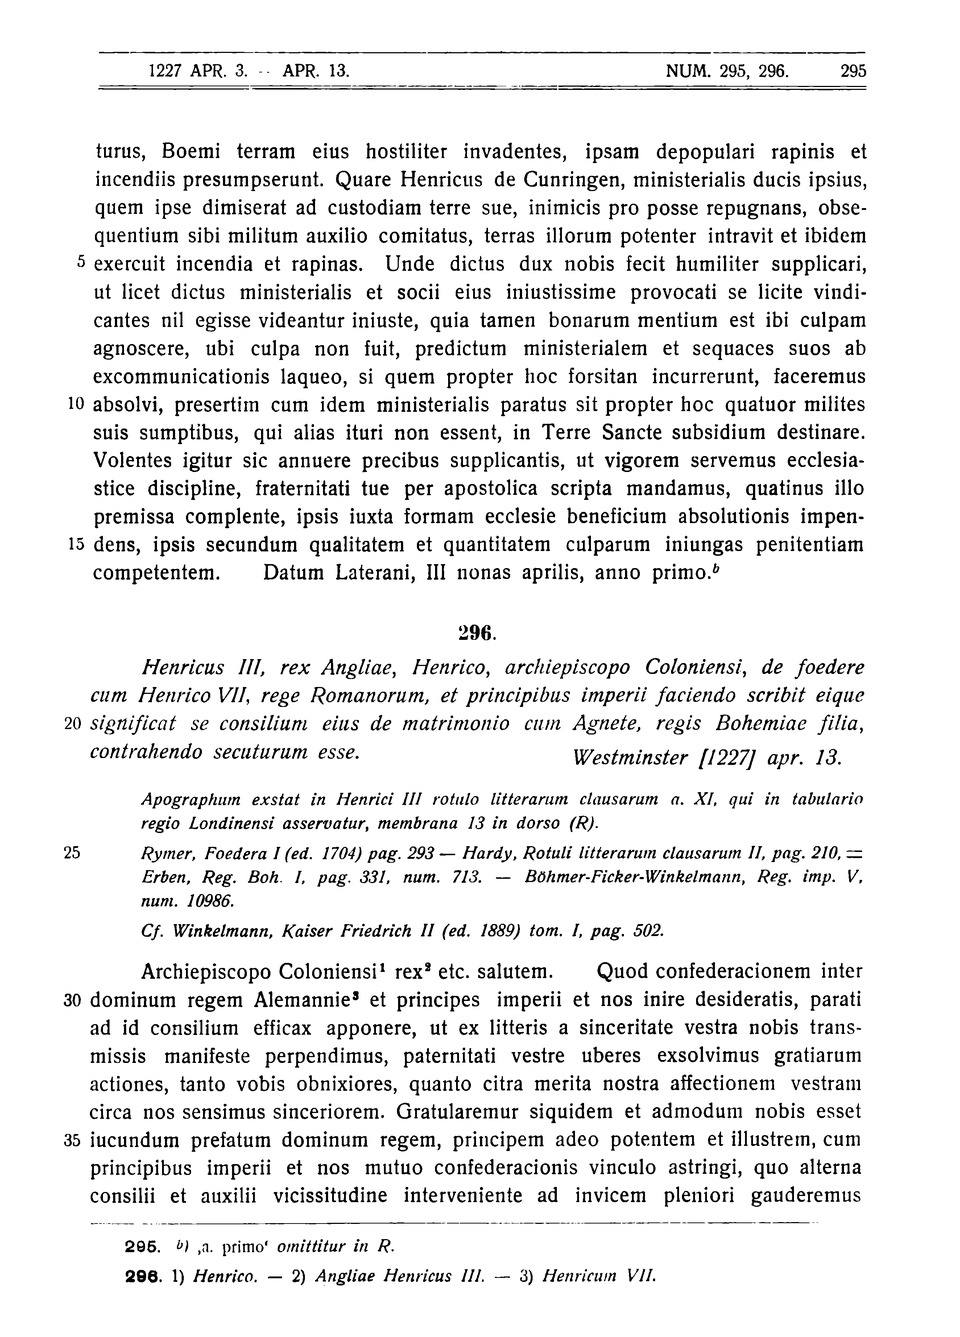 1227 APR. 3. -- APR. 13. NUM. 295, 296. 295
turus, Boemi terram eius hostiliter invadentes, ipsam depopulari rapinis et
incendiis presumpserunt. Quare Henricus de Cunringen, ministerialis ducis ipsius,
quem ipse dimiserat ad custodiam terre sue, inimicis pro posse repugnans, obse-
quentium sibi militum auxilio comitatus, terras illorum potenter intravit et ibidem
5 exercuit incendia et rapinas. Unde dictus dux nobis fecit humiliter supplicari,
ut licet dictus ministerialis et socii eius iniustissime provocati se licite vindi-
cantes nil egisse videantur iniuste, quia tamen bonarum mentium est ibi culpam
agnoscere, ubi culpa non fuit, predictum ministerialem et sequaces suos ab
excommunicationis laqueo, si quem propter hoc forsitan incurrerunt, faceremus
10 absolvi, presertim cum idem ministerialis paratus sit propter hoc quatuor milites
suis sumptibus, qui alias ituri non essent, in Terre Sancte subsidium destinare.
Volentes igitur sic annuere precibus supplicantis, ut vigorem servemus ecclesia-
stice discipline, fraternitati tue per apostolica scripta mandamus, quatinus illo
premissa complente, ipsis iuxta formam ecclesie beneficium absolutionis impen-
15 dens, ipsis secundum qualitatem et quantitatem culparum iniungas penitentiam
competentem. Datum Laterani, III nonas aprilis, anno primo.b
296.
Henricus III, rex Angliae, Henrico, archiepiscopo Coloniensi, de foedere
cum Henrico VII, rege Romanorum, et principibus imperii faciendo scribit eique
20 significat se consilium eius de matrimonio cum Agnete, regis Bohemiae filia,
contrahendo secuturum esse. Westminster [1227] apr. 13.
Apographum exstat in Henrici III rotulo litterarum clausarum a. XI, qui in tabulario
regio Londinensi asservatur, membrana 13 in dorso (R).
25 Rymer, Foedera I (ed. 1704) pag. 293 — Hardy, Rotuli litterarum clausarum II, pag. 210, =
Erben, Reg. Boh. I, pag. 331, num. 713. — Böhmer-Ficker-Winkelmann, Reg. imp. V,
num. 10986.
Cf. Winkelmann, Kaiser Friedrich II (ed. 1889) tom. I, pag. 502.
Archiepiscopo Coloniensi¹ rex² etc. salutem. Quod confederacionem inter
30 dominum regem Alemannie³ et principes imperii et nos inire desideratis, parati
ad id consilium efficax apponere, ut ex litteris a sinceritate vestra nobis trans-
missis manifeste perpendimus, paternitati vestre uberes exsolvimus gratiarum
actiones, tanto vobis obnixiores, quanto citra merita nostra affectionem vestram
circa nos sensimus sinceriorem. Gratularemur siquidem et admodum nobis esset
35 iucundum prefatum dominum regem, principem adeo potentem et illustrem, cum
principibus imperii et nos mutuo confederacionis vinculo astringi, quo alterna
consilii et auxilii vicissitudine interveniente ad invicem pleniori gauderemus
295. b) ‚a. primo‘ omittitur in R.
296. 1) Henrico. — 2) Angliae Henricus III. — 3) Henricum VII.